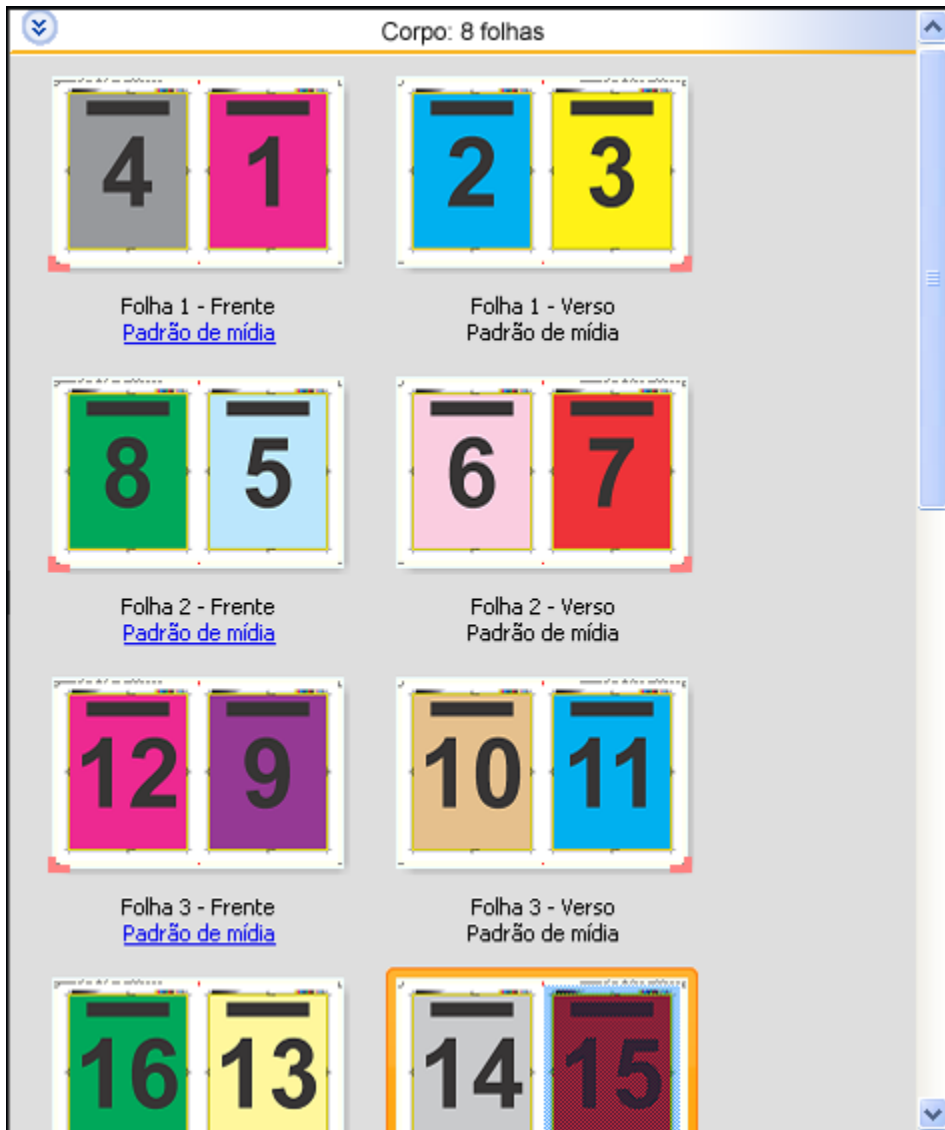 Corpo: 8 folhas
4 1 2 3
Folha 1 - Frente Folha 1 - Verso
Padrão de mídia Padrão de mídia
8 5 6 7
Folha 2 - Frente Folha 2 - Verso
Padrão de mídia Padrão de mídia
12 9 10 11
Folha 3 - Frente Folha 3 - Verso
Padrão de mídia Padrão de mídia
16 13 14 15